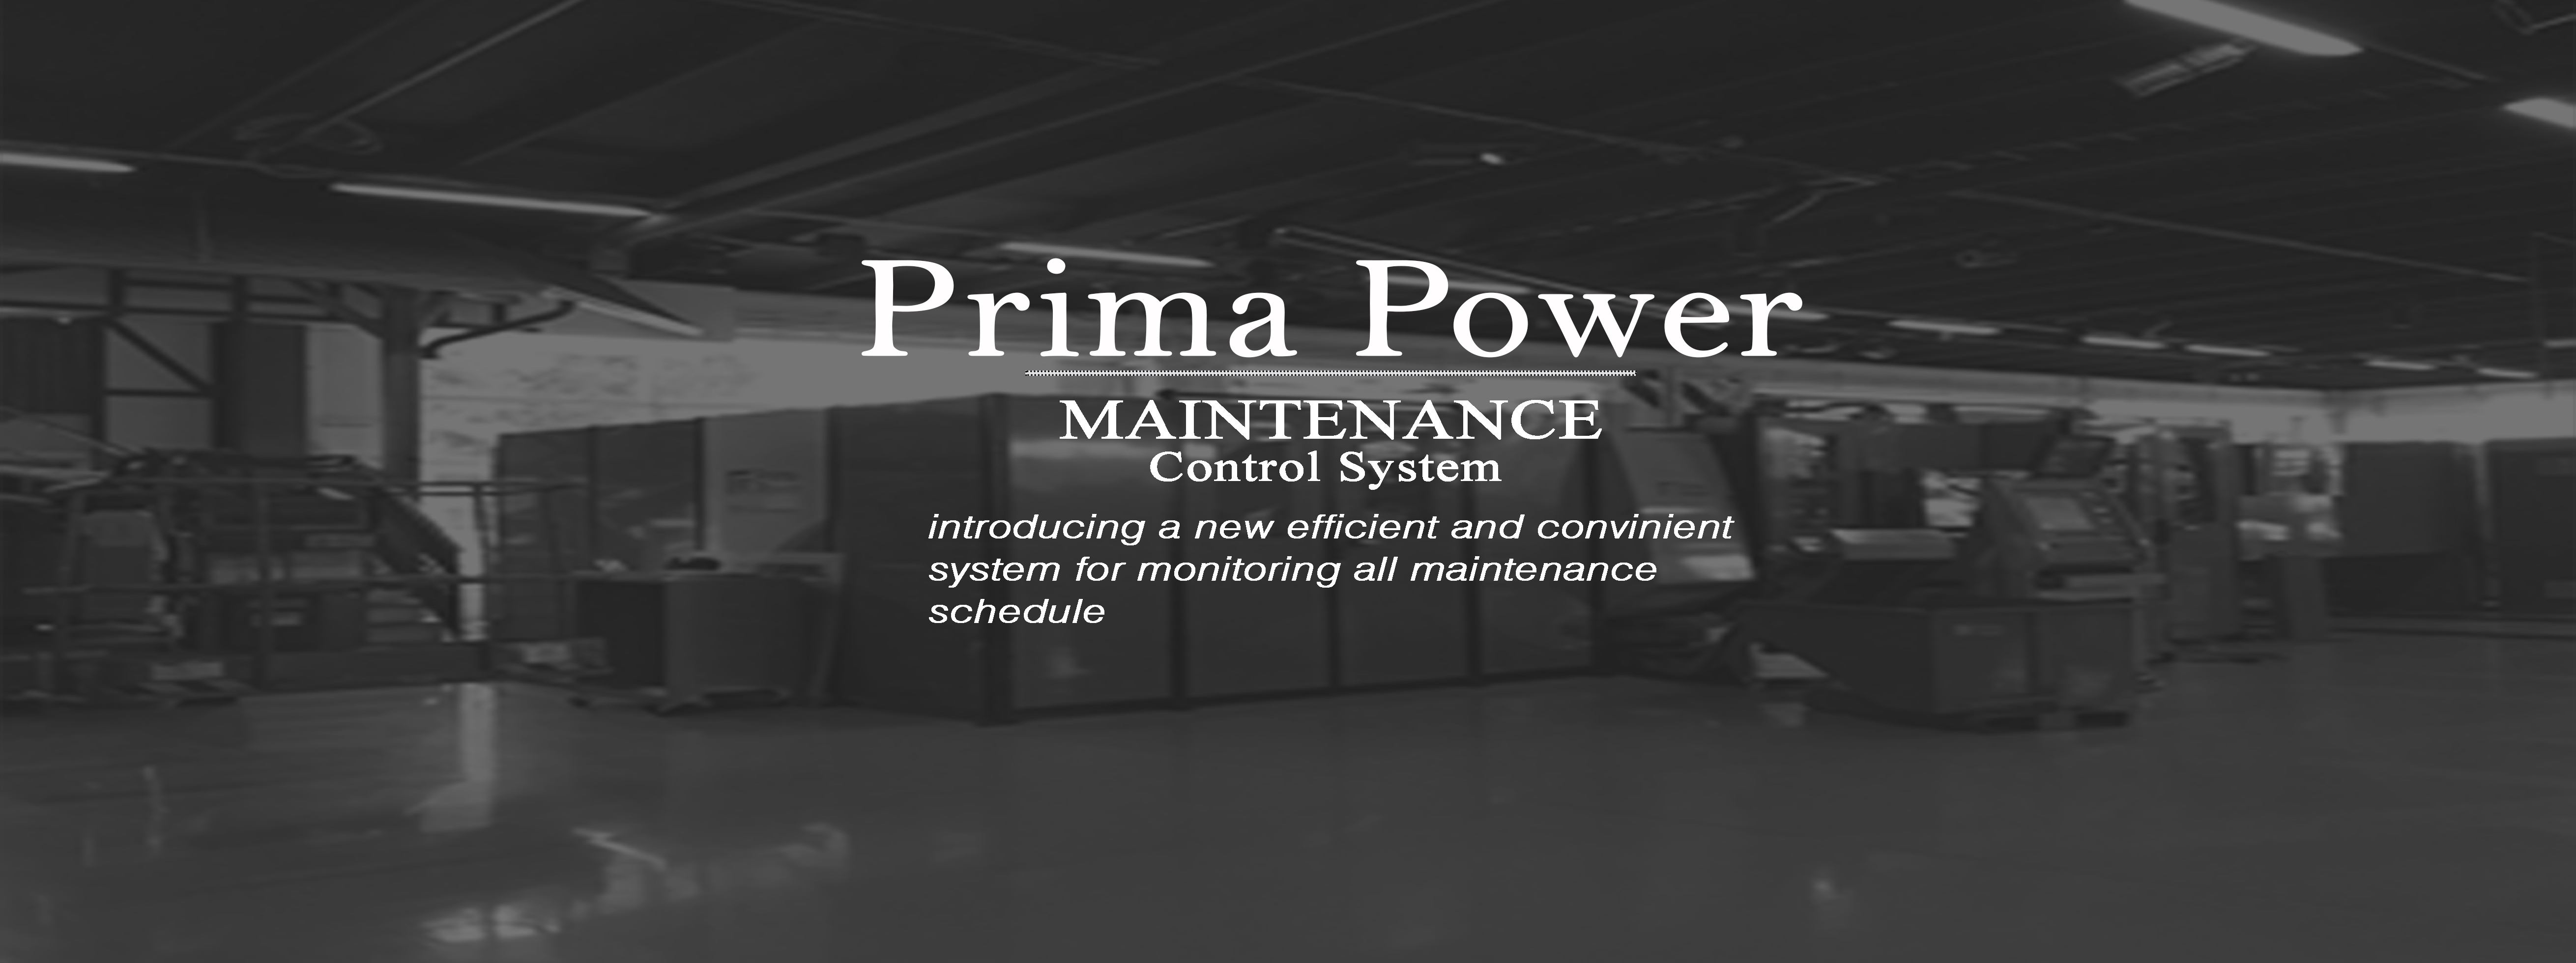 Prima Power
MAINTENANCE
Control System
introducing a new efficient and convinient
system for monitoring all maintenance
schedule